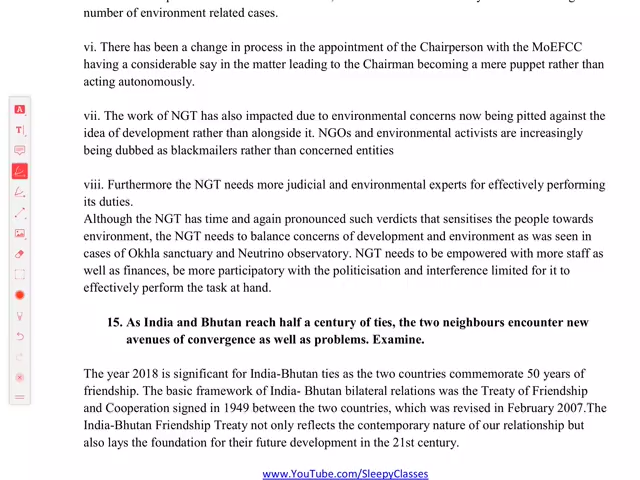 number of environment related cases.
vi. There has been a change in process in the appointment of the Chairperson with the MoEFCC
having a considerable say in the matter leading to the Chairman becoming a mere puppet rather than
acting autonomously.
vii. The work of NGT has also impacted due to environmental concerns now being pitted against the
idea of development rather than alongside it. NGOs and environmental activists are increasingly
being dubbed as blackmailers rather than concerned entities
viii. Furthermore the NGT needs more judicial and environmental experts for effectively performing
its duties.
Although the NGT has time and again pronounced such verdicts that sensitises the people towards
environment, the NGT needs to balance concerns of development and environment as was seen in
cases of Okhla sanctuary and Neutrino observatory. NGT needs to be empowered with more staff as
well as finances, be more participatory with the politicisation and interference limited for it to
effectively perform the task at hand.
15. As India and Bhutan reach half a century of ties, the two neighbours encounter new
avenues of convergence as well as problems. Examine.
The year 2018 is significant for India-Bhutan ties as the two countries commemorate 50 years of
friendship. The basic framework of India- Bhutan bilateral relations was the Treaty of Friendship
and Cooperation signed in 1949 between the two countries, which was revised in February 2007.The
India-Bhutan Friendship Treaty not only reflects the contemporary nature of our relationship but
also lays the foundation for their future development in the 21st century.
www.YouTube.com/SleepyClasses